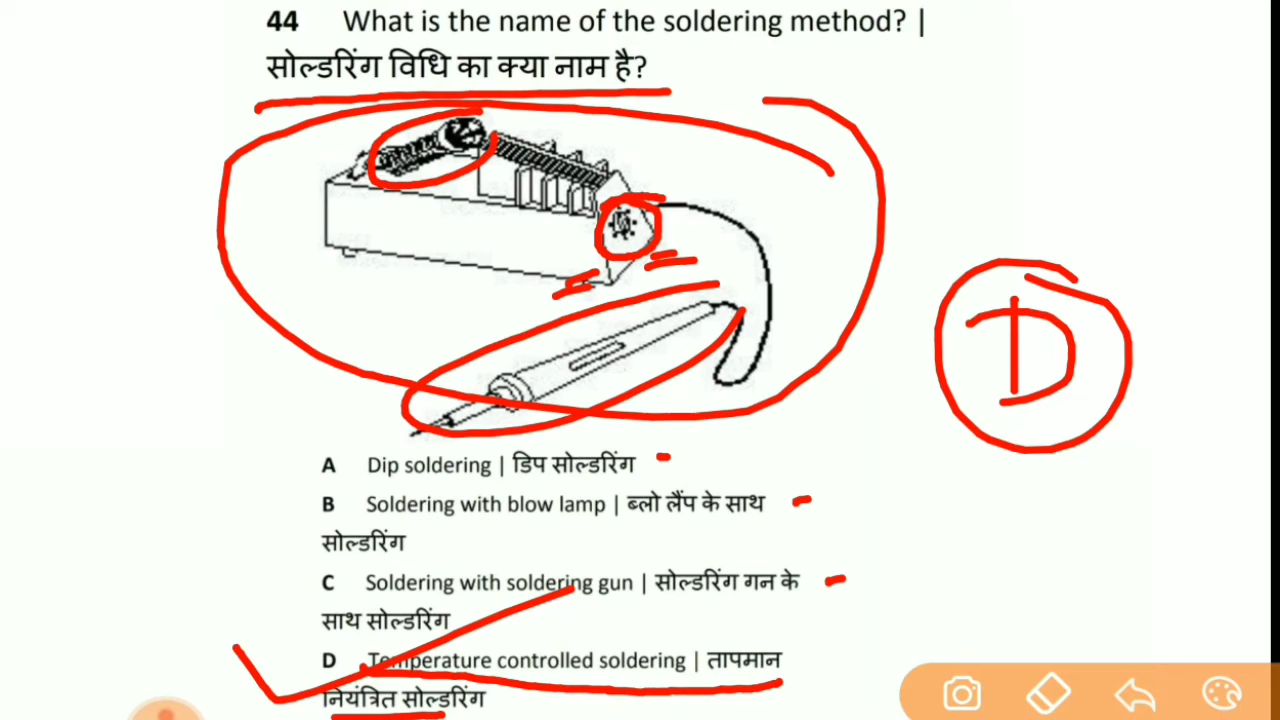 44 What is the name of the soldering method? |
सोल्डरिंग विधि का क्या नाम है?
D
A Dip soldering | डिप सोल्डरिंग
B Soldering with blow lamp | ब्लो लैंप के साथ
सोल्डरिंग
C Soldering with soldering gun | सोल्डरिंग गन के
साथ सोल्डरिंग
D Temperature controlled soldering | तापमान
नियंत्रित सोल्डरिंग